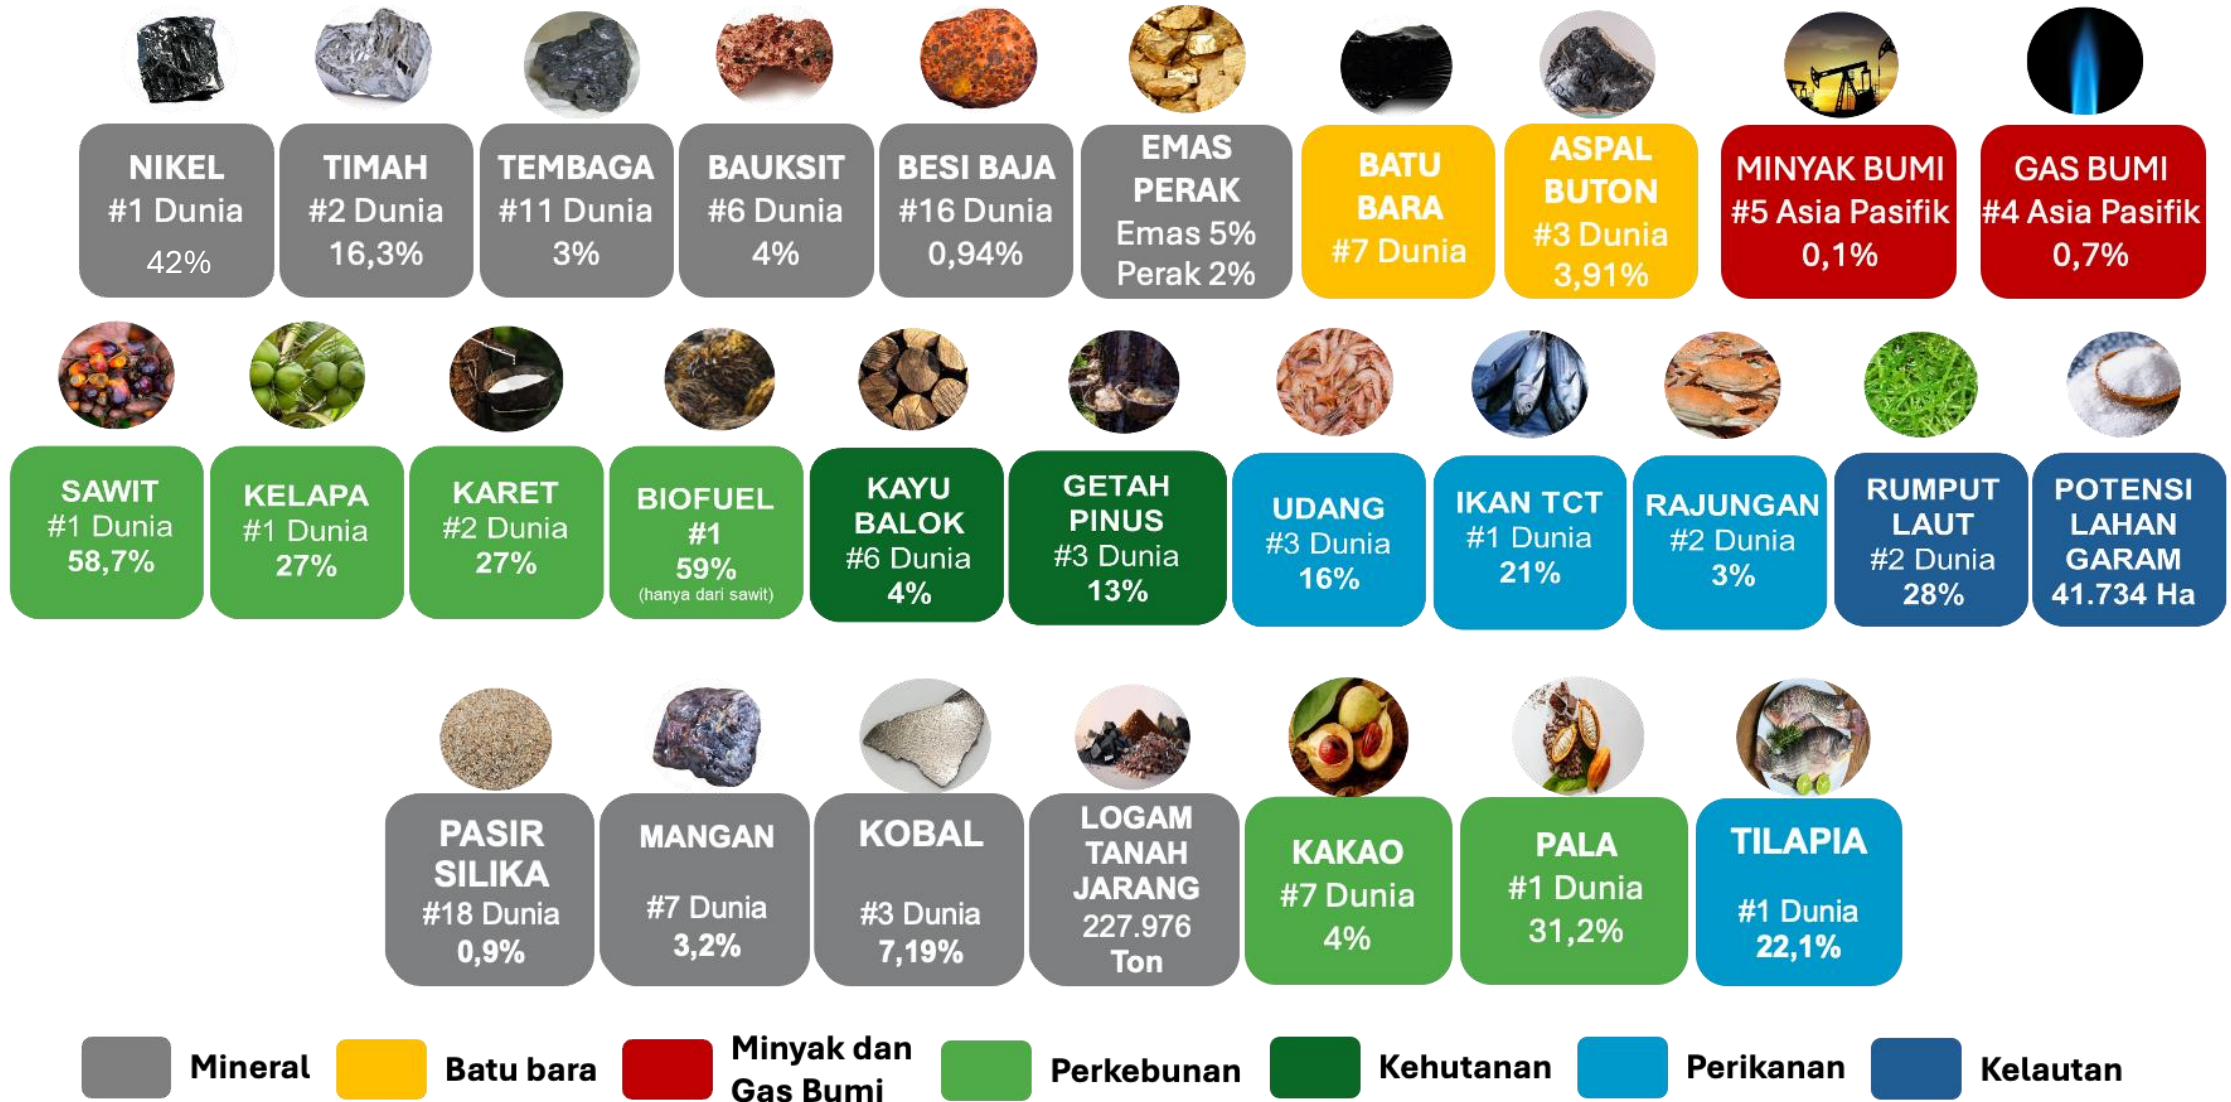 NIKEL
#1 Dunia
42%
TIMAH
#2 Dunia
16,3%
TEMBAGA
#11 Dunia
3%
BAUKSIT
#6 Dunia
4%
BESI BAJA
#16 Dunia
0,94%
EMAS
PERAK
Emas 5%
Perak 2%
BATU
BARA
#7 Dunia
ASPAL
BUTON
#3 Dunia
3,91%
MINYAK BUMI
#5 Asia Pasifik
0,1%
GAS BUMI
#4 Asia Pasifik
0,7%
SAWIT
#1 Dunia
58,7%
KELAPA
#1 Dunia
27%
KARET
#2 Dunia
27%
BIOFUEL
#1
59%
(hanya dari sawit)
KAYU
BALOK
#6 Dunia
4%
GETAH
PINUS
#3 Dunia
13%
UDANG
#3 Dunia
16%
IKAN TCT
#1 Dunia
21%
RAJUNGAN
#2 Dunia
3%
RUMPUT
LAUT
#2 Dunia
28%
POTENSI
LAHAN
GARAM
41.734 Ha
PASIR
SILIKA
#18 Dunia
0,9%
MANGAN
#7 Dunia
3,2%
KOBAL
#3 Dunia
7,19%
LOGAM
TANAH
JARANG
227.976
Ton
KAKAO
#7 Dunia
4%
PALA
#1 Dunia
31,2%
TILAPIA
#1 Dunia
22,1%
Mineral
Batu bara
Minyak dan
Gas Bumi
Perkebunan
Kehutanan
Perikanan
Kelautan